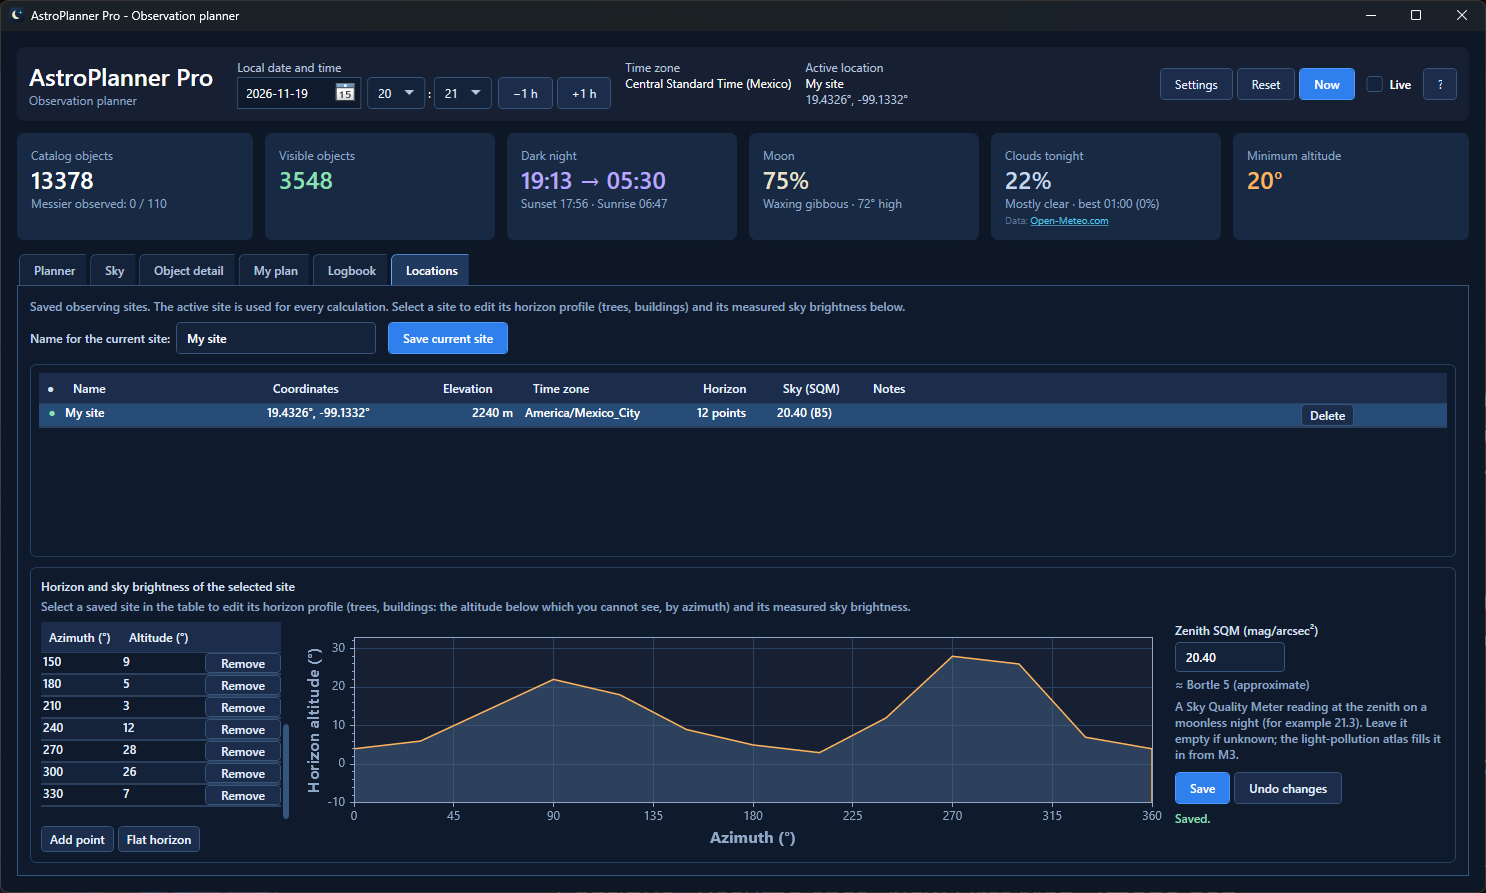 AstroPlanner Pro - Observation planner
AstroPlanner Pro
Observation planner
Local date and time
2026-11-19 15 20 : 21 −1 h +1 h
Time zone
Central Standard Time (Mexico)
Active location
My site
19.4326°, -99.1332°
Settings Reset Now Live ?
Catalog objects
13378
Messier observed: 0 / 110
Visible objects
3548
Dark night
19:13 → 05:30
Sunset 17:56 · Sunrise 06:47
Moon
75%
Waxing gibbous · 72° high
Clouds tonight
22%
Mostly clear · best 01:00 (0%)
Data: Open-Meteo.com
Minimum altitude
20°
Planner Sky Object detail My plan Logbook Locations
Saved observing sites. The active site is used for every calculation. Select a site to edit its horizon profile (trees, buildings) and its measured sky brightness below.
Name for the current site: My site Save current site
● Name Coordinates Elevation Time zone Horizon Sky (SQM) Notes
● My site 19.4326°, -99.1332° 2240 m America/Mexico_City 12 points 20.40 (B5) Delete
Horizon and sky brightness of the selected site
Select a saved site in the table to edit its horizon profile (trees, buildings: the altitude below which you cannot see, by azimuth) and its measured sky brightness.
Azimuth (°) Altitude (°)
150 9 Remove
180 5 Remove
210 3 Remove
240 12 Remove
270 28 Remove
300 26 Remove
330 7 Remove
Add point Flat horizon
Horizon altitude (°)
30
20
10
0
-10
0 45 90 135 180 225 270 315 360
Azimuth (°)
Zenith SQM (mag/arcsec²)
20.40
≈ Bortle 5 (approximate)
A Sky Quality Meter reading at the zenith on a
moonless night (for example 21.3). Leave it
empty if unknown; the light-pollution atlas fills it
in from M3.
Save Undo changes
Saved.